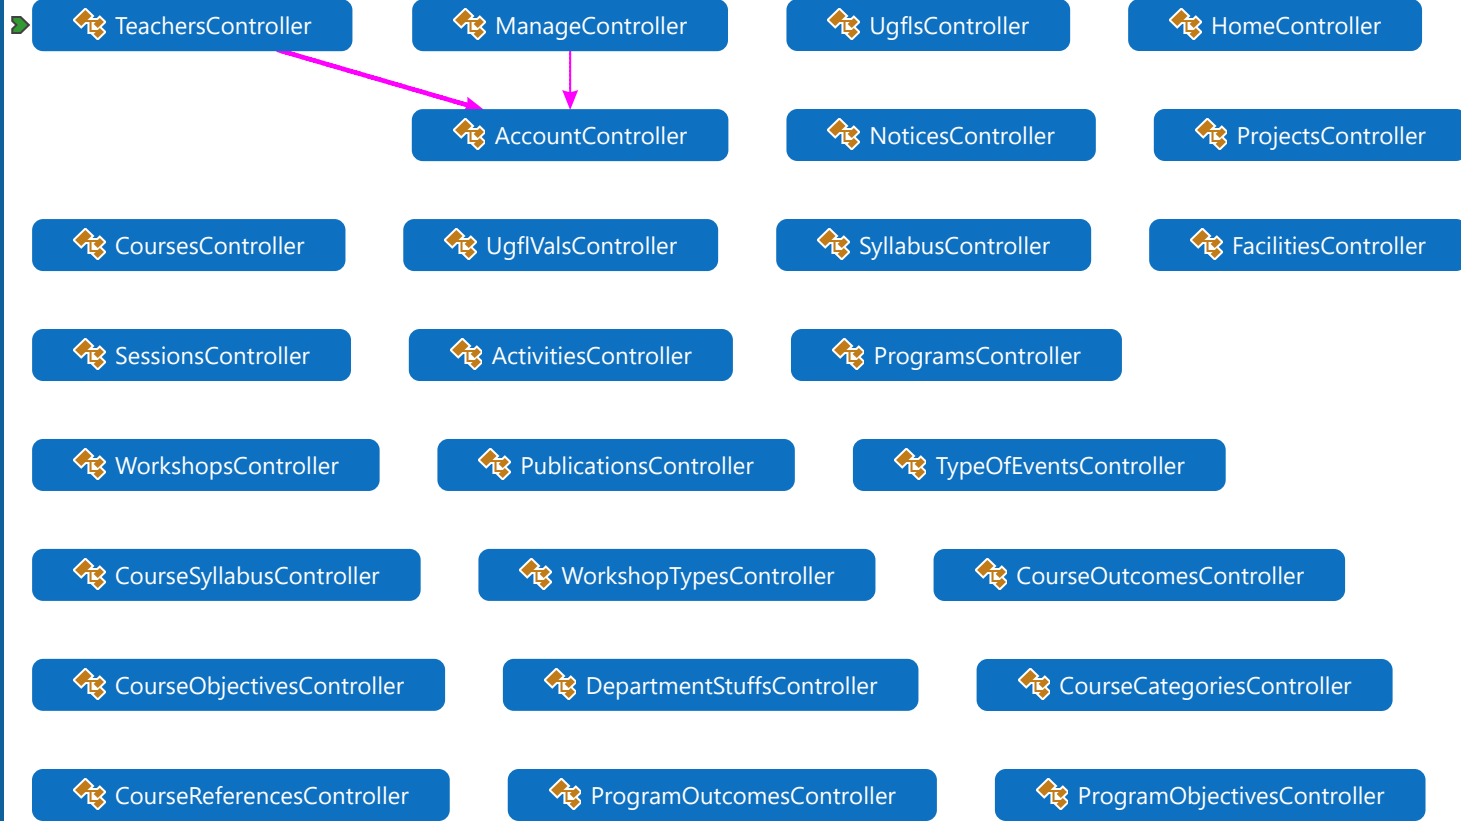 TeachersController ManageController UgflsController HomeController
AccountController NoticesController ProjectsController
CoursesController UgflValsController SyllabusController FacilitiesController
SessionsController ActivitiesController ProgramsController
WorkshopsController PublicationsController TypeOfEventsController
CourseSyllabusController WorkshopTypesController CourseOutcomesController
CourseObjectivesController DepartmentStuffsController CourseCategoriesController
CourseReferencesController ProgramOutcomesController ProgramObjectivesController